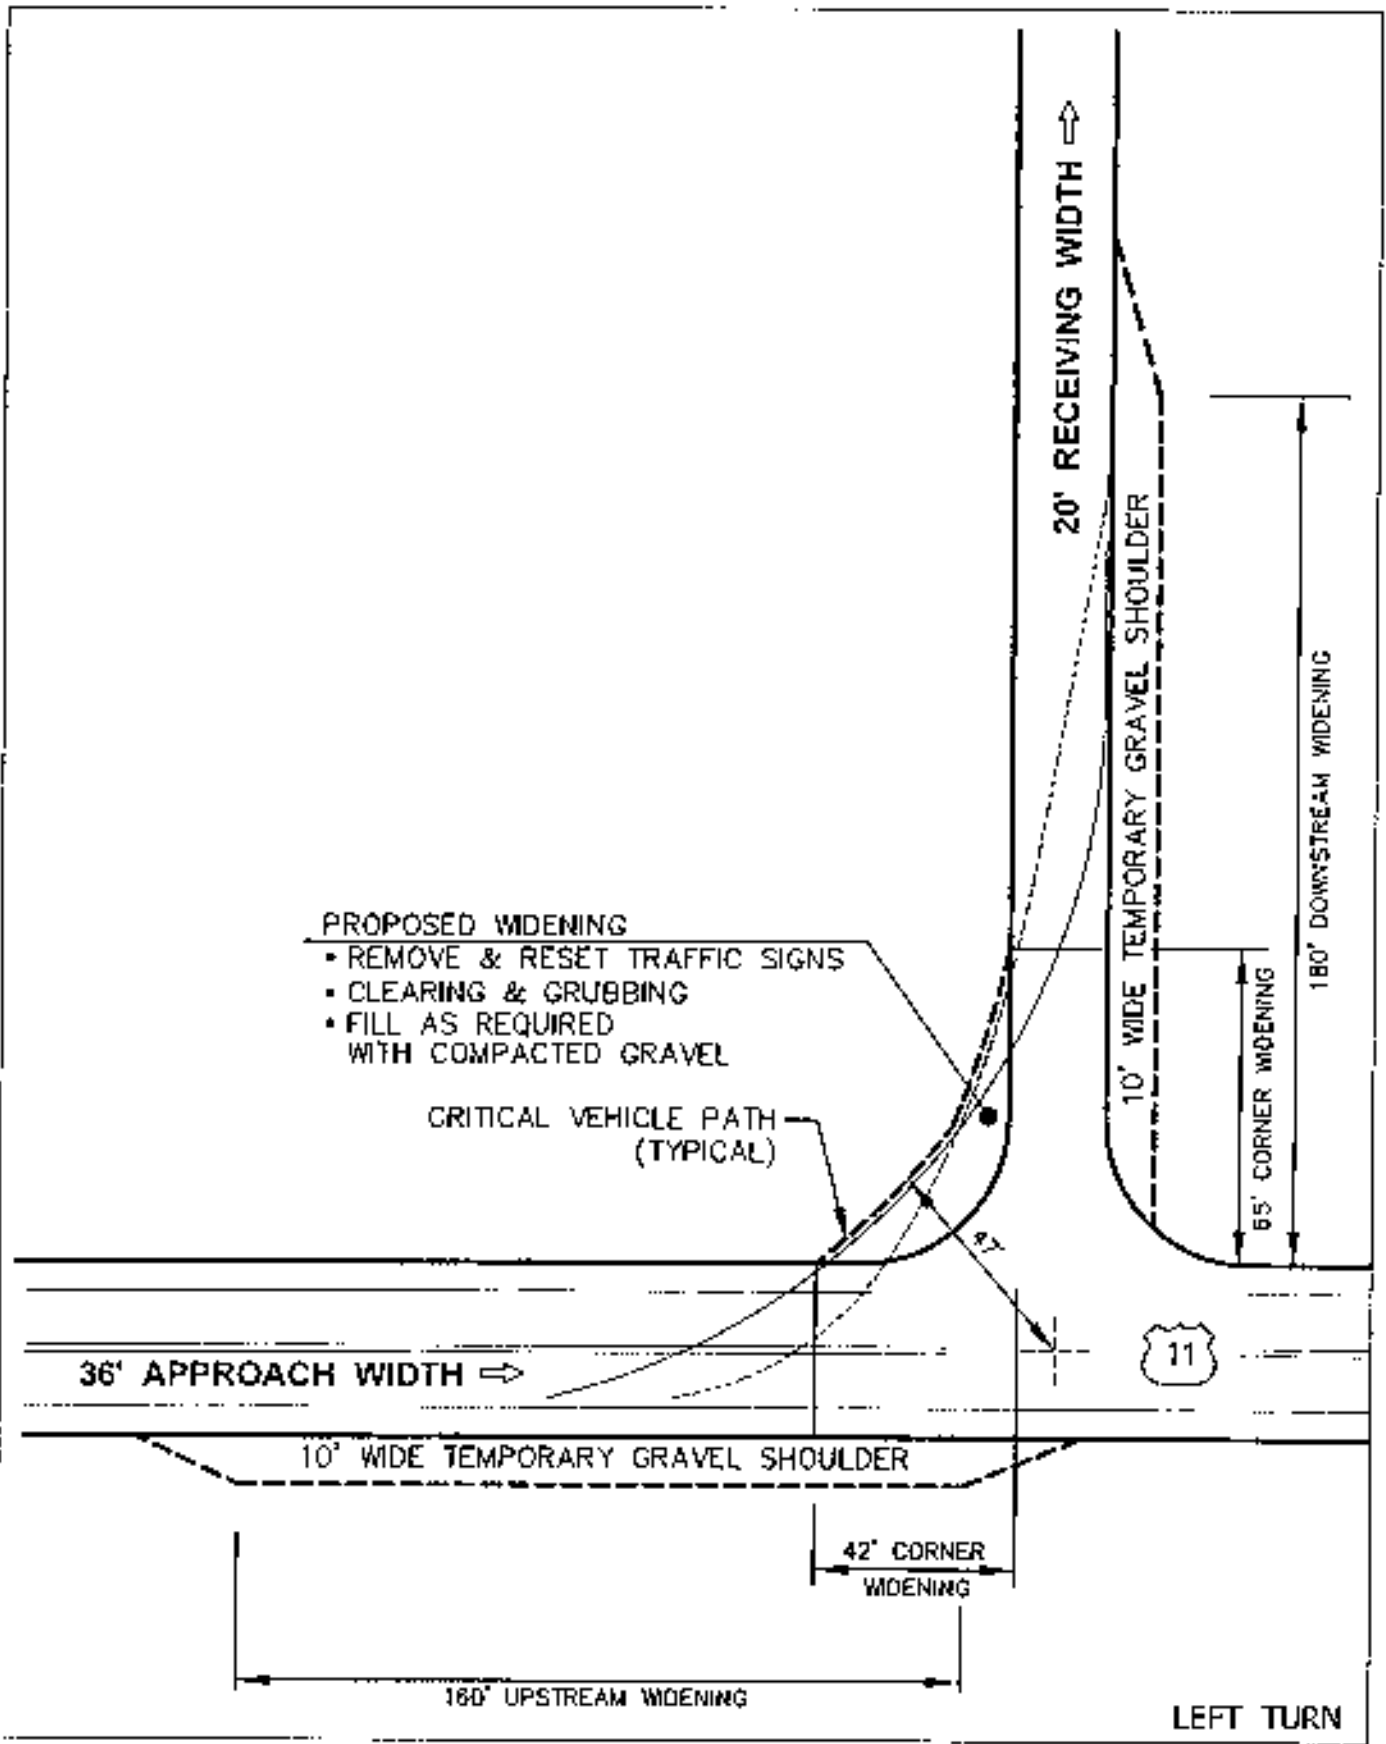 20' RECEIVING WIDTH
10' WIDE TEMPORARY GRAVEL SHOULDER
180' DOWNSTREAM WIDENING
65' CORNER WIDENING
PROPOSED WIDENING
• REMOVE & RESET TRAFFIC SIGNS
• CLEARING & GRUBBING
• FILL AS REQUIRED
WITH COMPACTED GRAVEL
CRITICAL VEHICLE PATH
(TYPICAL)
11
36' APPROACH WIDTH
10' WIDE TEMPORARY GRAVEL SHOULDER
42' CORNER
WIDENING
160' UPSTREAM WIDENING
LEFT TURN